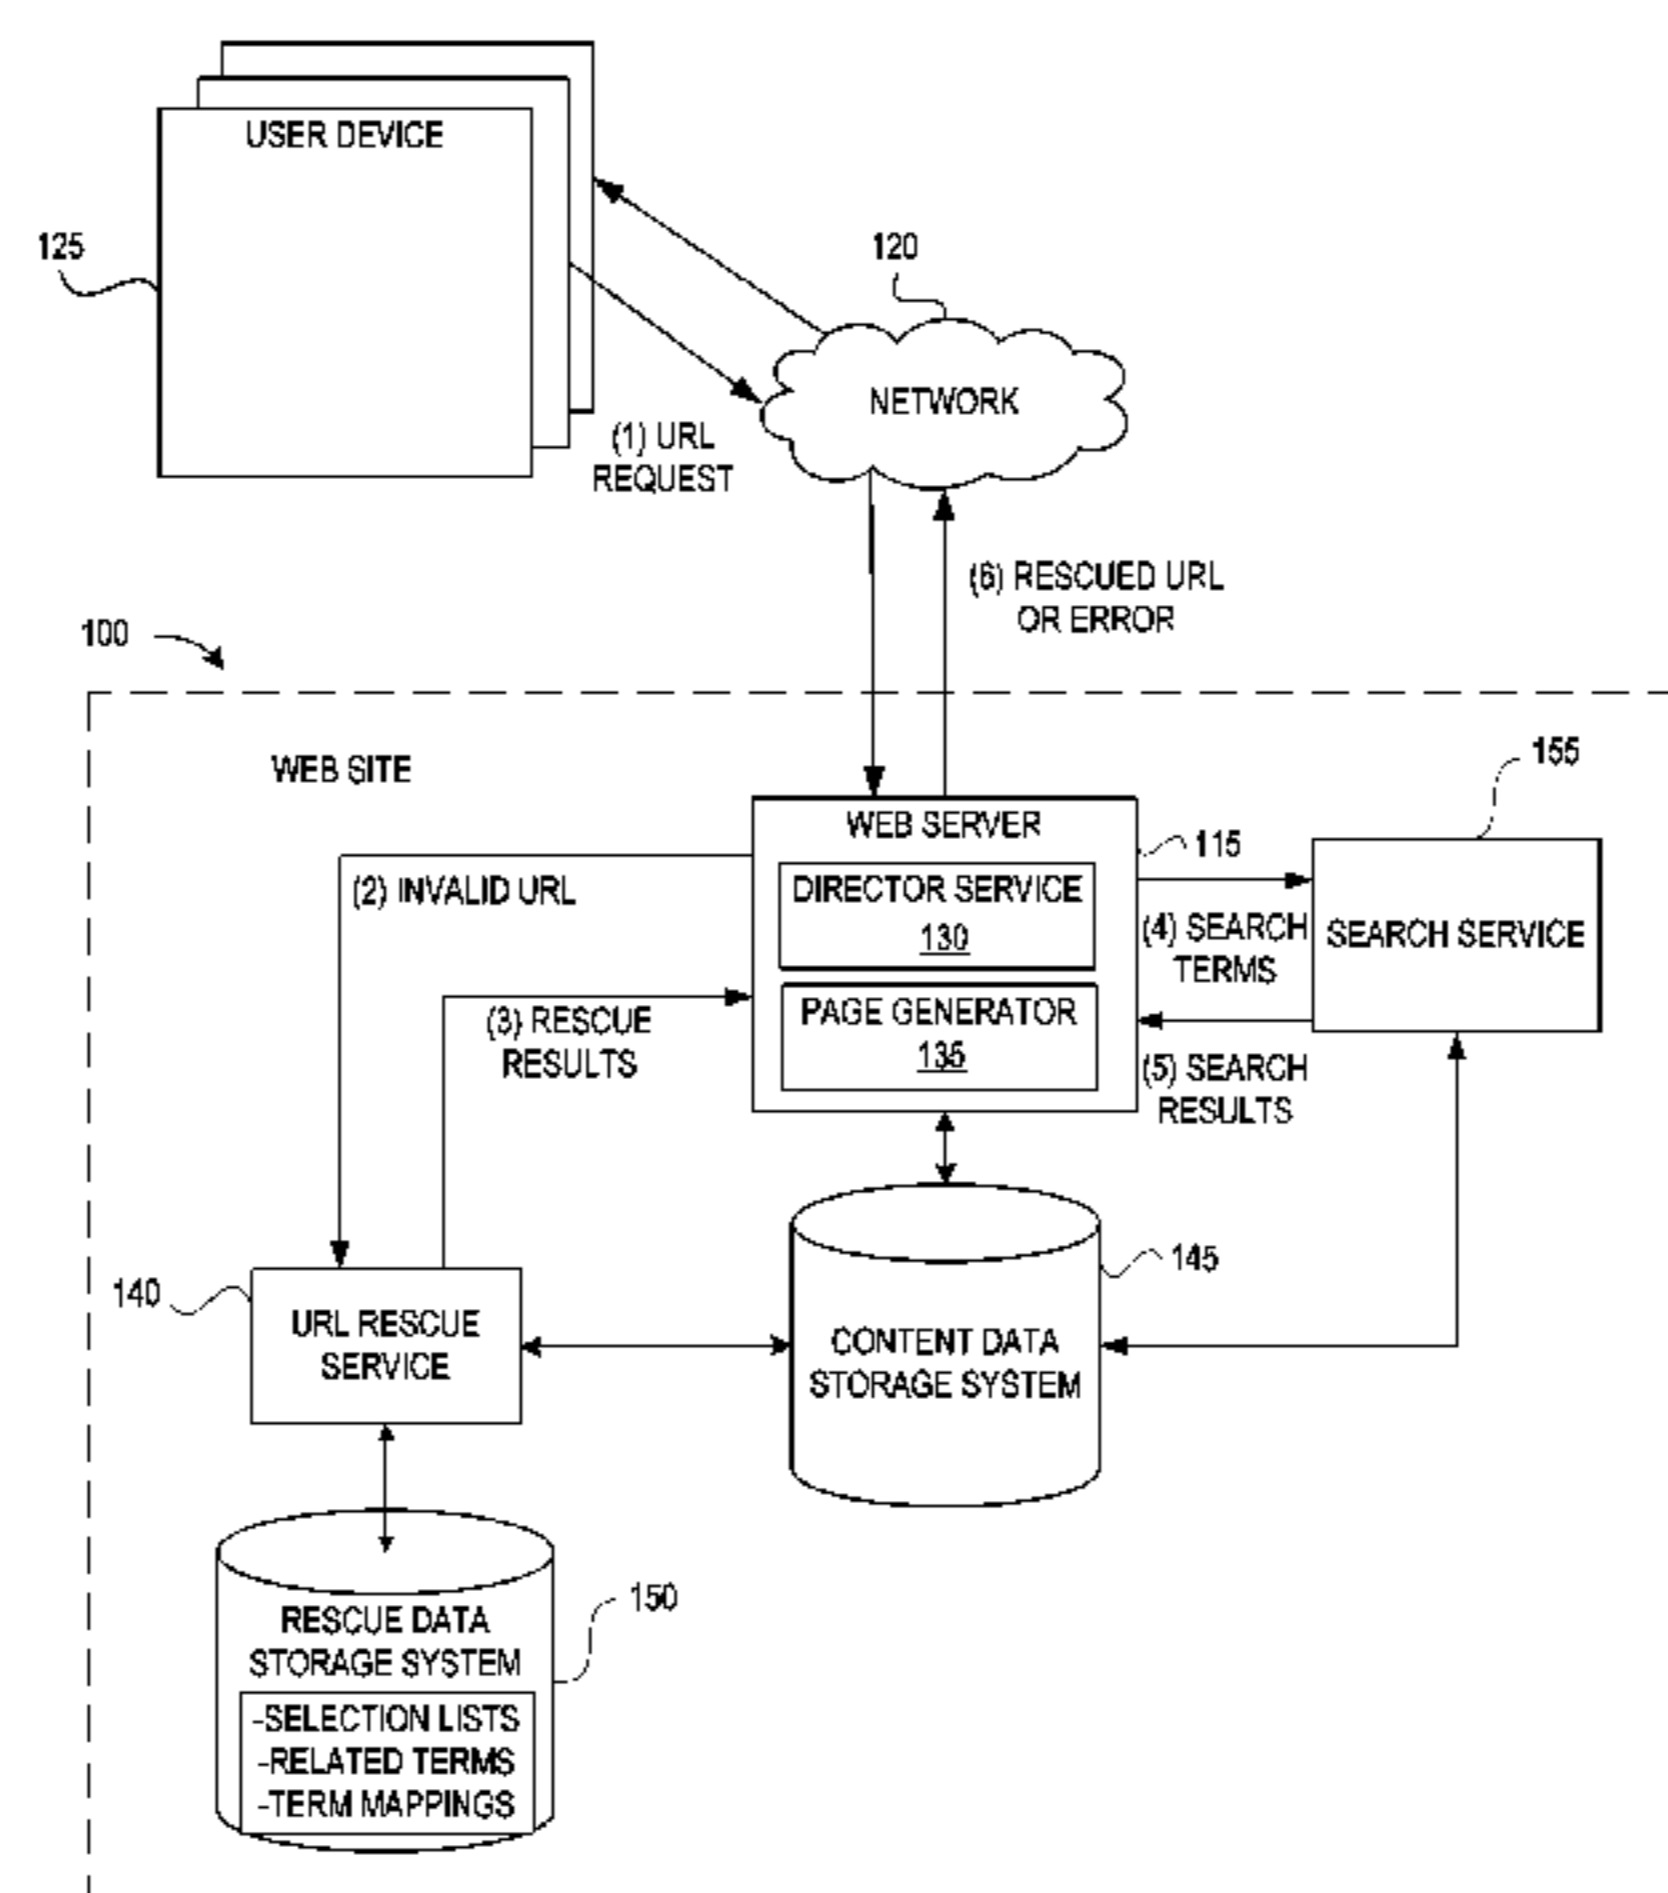 USER DEVICE
125
120
NETWORK
(1) URL
REQUEST
(6) RESCUED URL
OR ERROR
100
WEB SITE
155
WEB SERVER
115
(2) INVALID URL
DIRECTOR SERVICE
130
(4) SEARCH
TERMS
SEARCH SERVICE
(3) RESCUE
RESULTS
PAGE GENERATOR
135
(5) SEARCH
RESULTS
145
140
URL RESCUE
SERVICE
CONTENT DATA
STORAGE SYSTEM
150
RESCUE DATA
STORAGE SYSTEM
-SELECTION LISTS
-RELATED TERMS
-TERM MAPPINGS